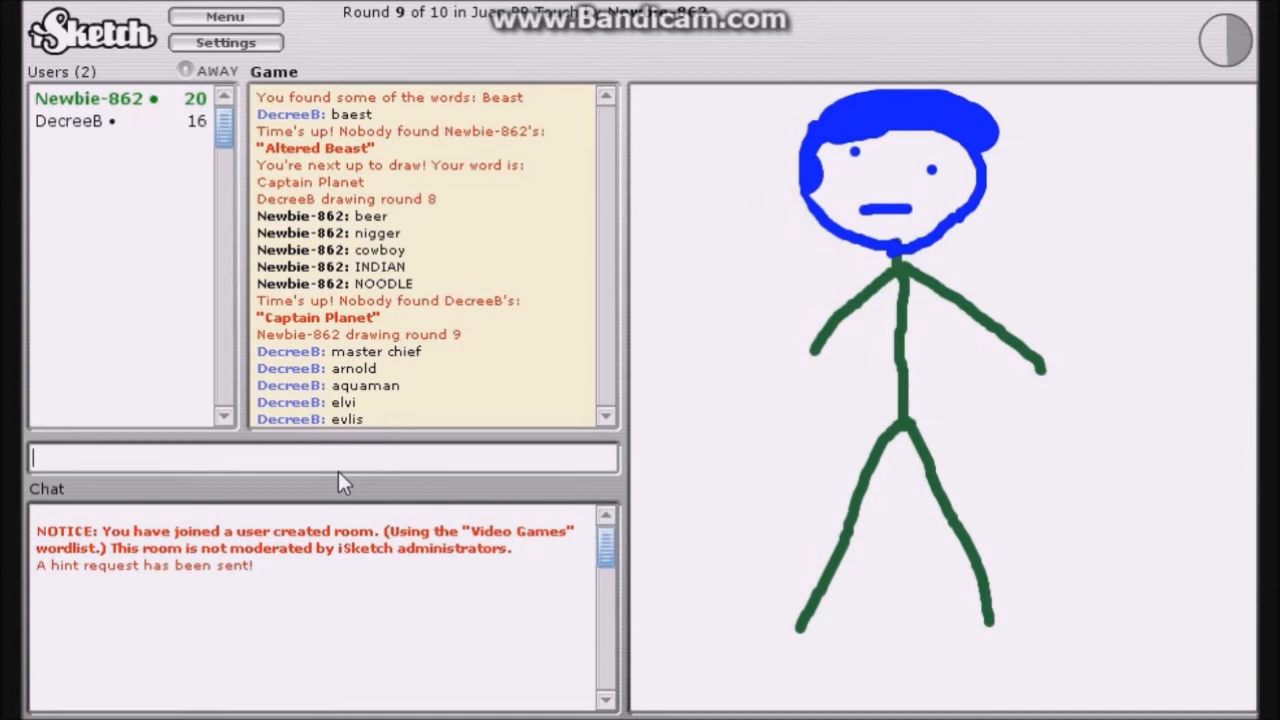 iSketch
Menu
Settings
Round 9 of 10 in Juan
www.Bandicam.com
Users (2)
AWAY
Game
Newbie-862 • 20
DecreeB • 16
You found some of the words: Beast
DecreeB: baest
Time's up! Nobody found Newbie-862's:
"Altered Beast"
You're next up to draw! Your word is:
Captain Planet
DecreeB drawing round 8
Newbie-862: beer
Newbie-862: nigger
Newbie-862: cowboy
Newbie-862: INDIAN
Newbie-862: NOODLE
Time's up! Nobody found DecreeB's:
"Captain Planet"
Newbie-862 drawing round 9
DecreeB: master chief
DecreeB: arnold
DecreeB: aquaman
DecreeB: elvi
DecreeB: evlis
Chat
NOTICE: You have joined a user created room. (Using the "Video Games"
wordlist.) This room is not moderated by iSketch administrators.
A hint request has been sent!